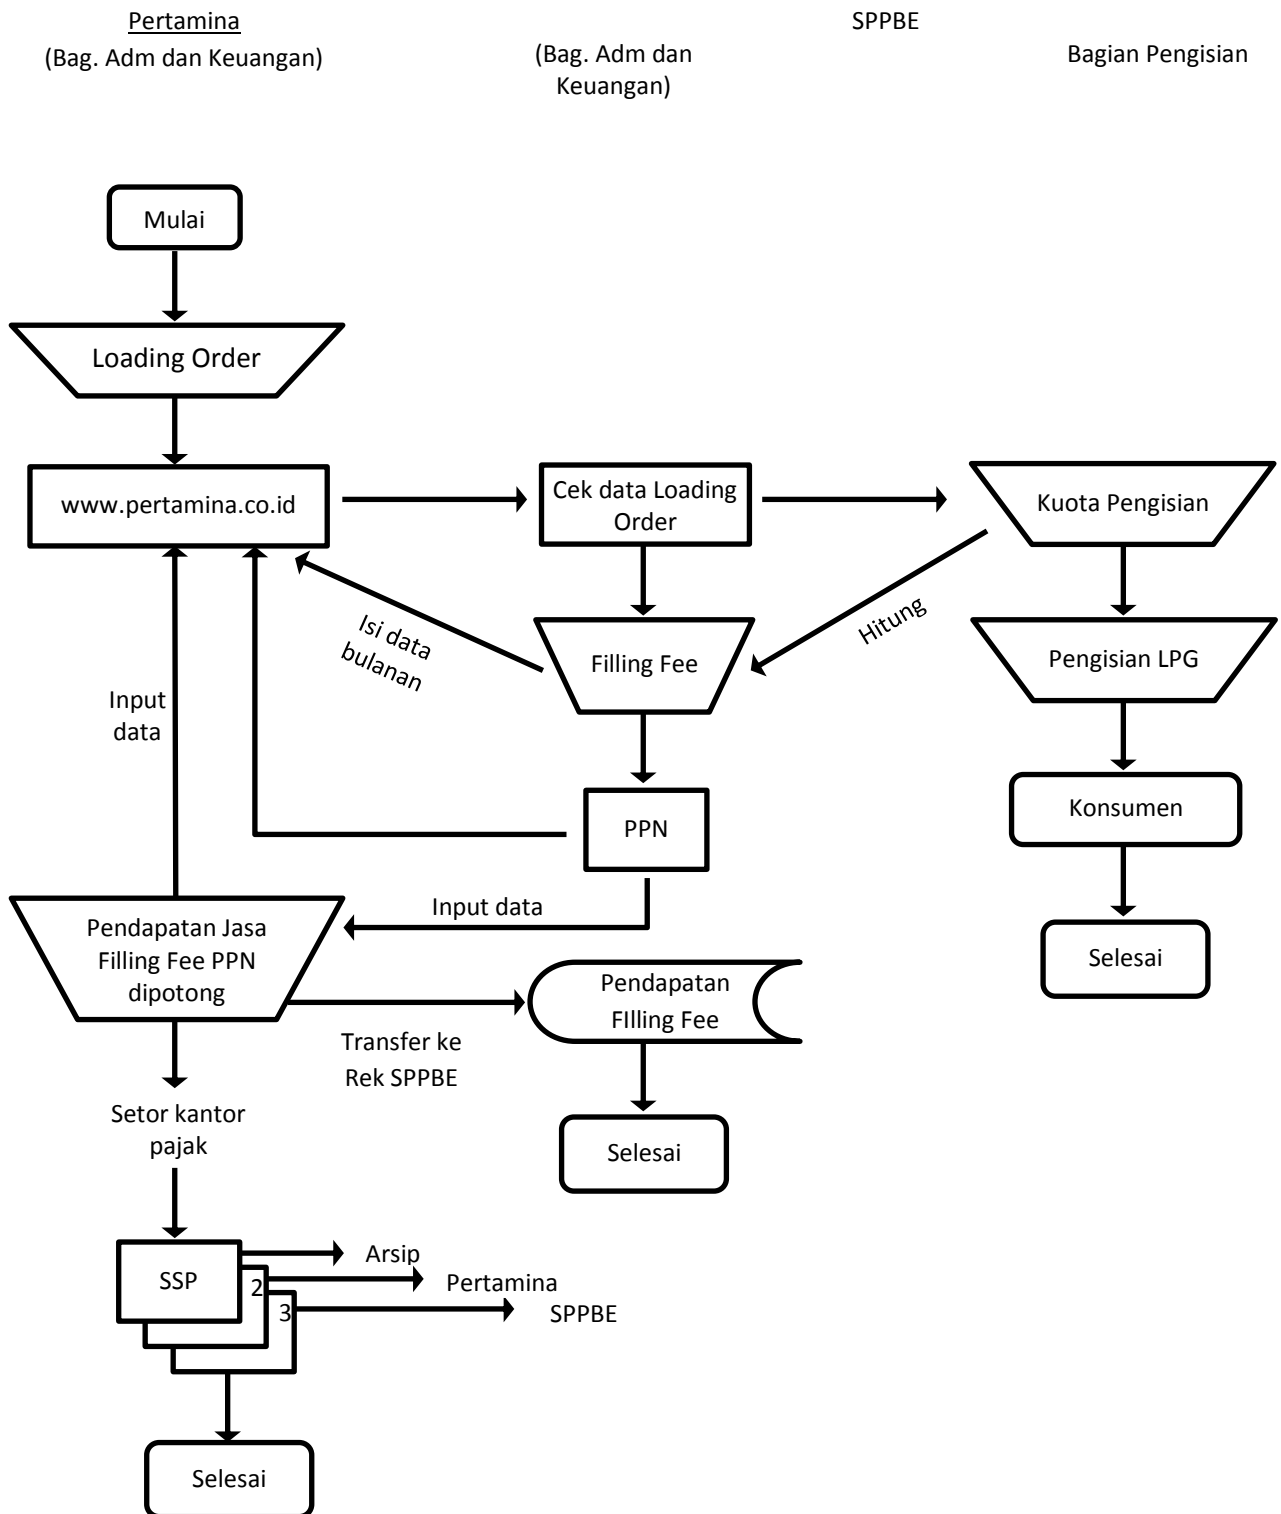 Pertamina
SPPBE
(Bag. Adm dan Keuangan)
(Bag. Adm dan
Keuangan)
Bagian Pengisian
Mulai
Loading Order
www.pertamina.co.id
Cek data Loading
Order
Kuota Pengisian
Isi data
bulanan
Hitung
Filling Fee
Pengisian LPG
Input
data
PPN
Konsumen
Input data
Pendapatan Jasa
Filling Fee PPN
dipotong
Pendapatan
FIlling Fee
Selesai
Transfer ke
Rek SPPBE
Setor kantor
pajak
Selesai
SSP
2
3
Arsip
Pertamina
SPPBE
Selesai